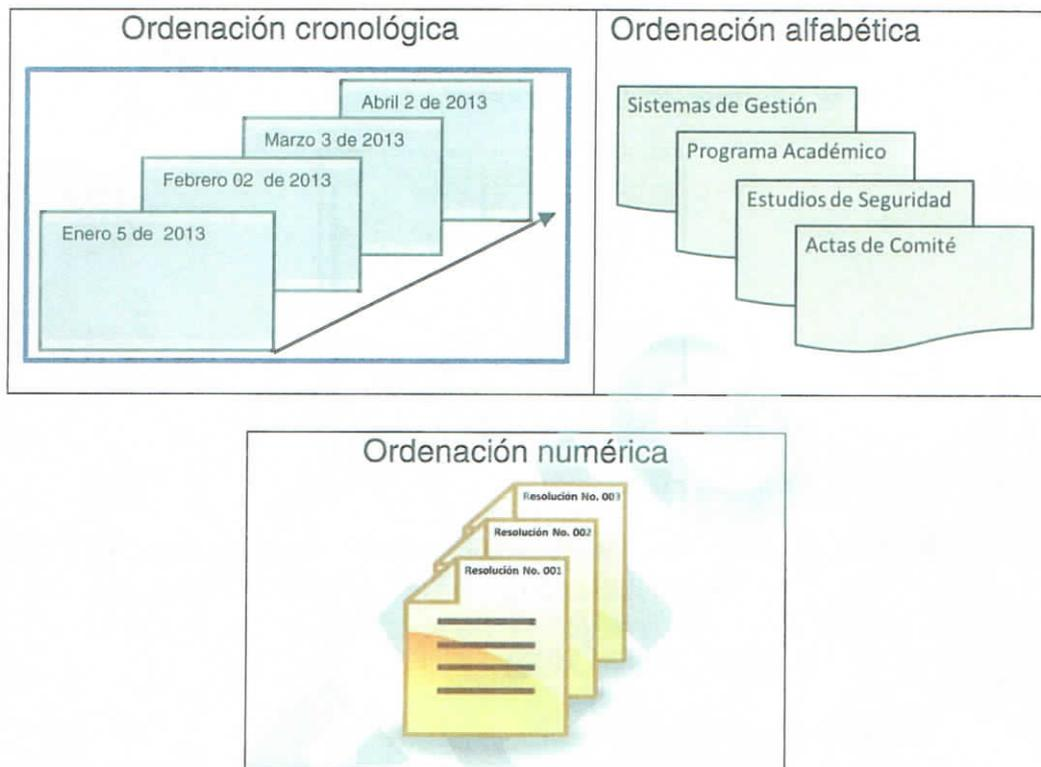 Ordenación cronológica
Abril 2 de 2013
Marzo 3 de 2013
Febrero 02 de 2013
Enero 5 de 2013
Ordenación alfabética
Sistemas de Gestión
Programa Académico
Estudios de Seguridad
Actas de Comité
Ordenación numérica
Resolución No. 003
Resolución No. 002
Resolución No. 001